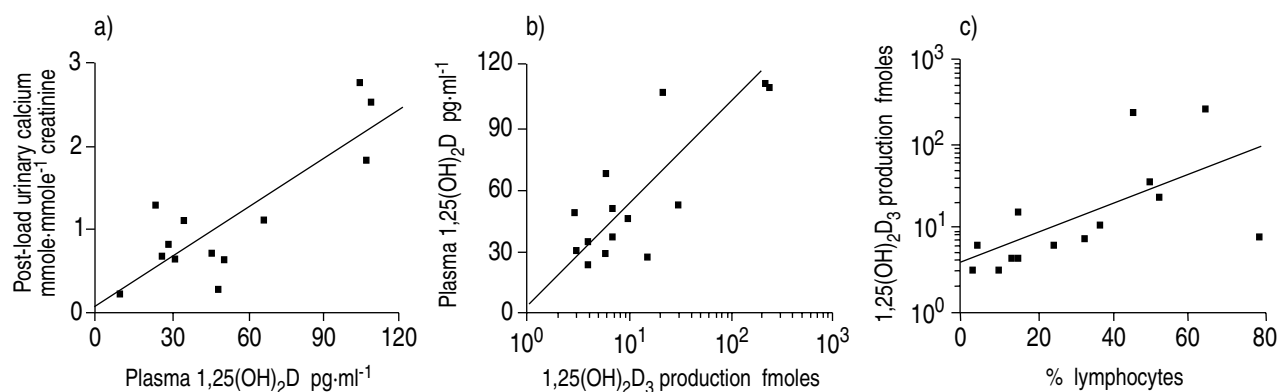 a)
Post-load urinary calcium
mmole·mmole⁻¹ creatinine
3
2
1
0
0 30 60 90 120
Plasma 1,25(OH)₂D pg·ml⁻¹
b)
Plasma 1,25(OH)₂D pg·ml⁻¹
120
90
60
30
0
10⁰ 10¹ 10² 10³
1,25(OH)₂D₃ production fmoles
c)
1,25(OH)₂D₃ production fmoles
10³
10²
10¹
10⁰
0 20 40 60 80
% lymphocytes